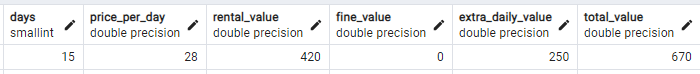 days price_per_day rental_value fine_value extra_daily_value total_value
smallint double precision double precision double precision double precision double precision
15 28 420 0 250 670